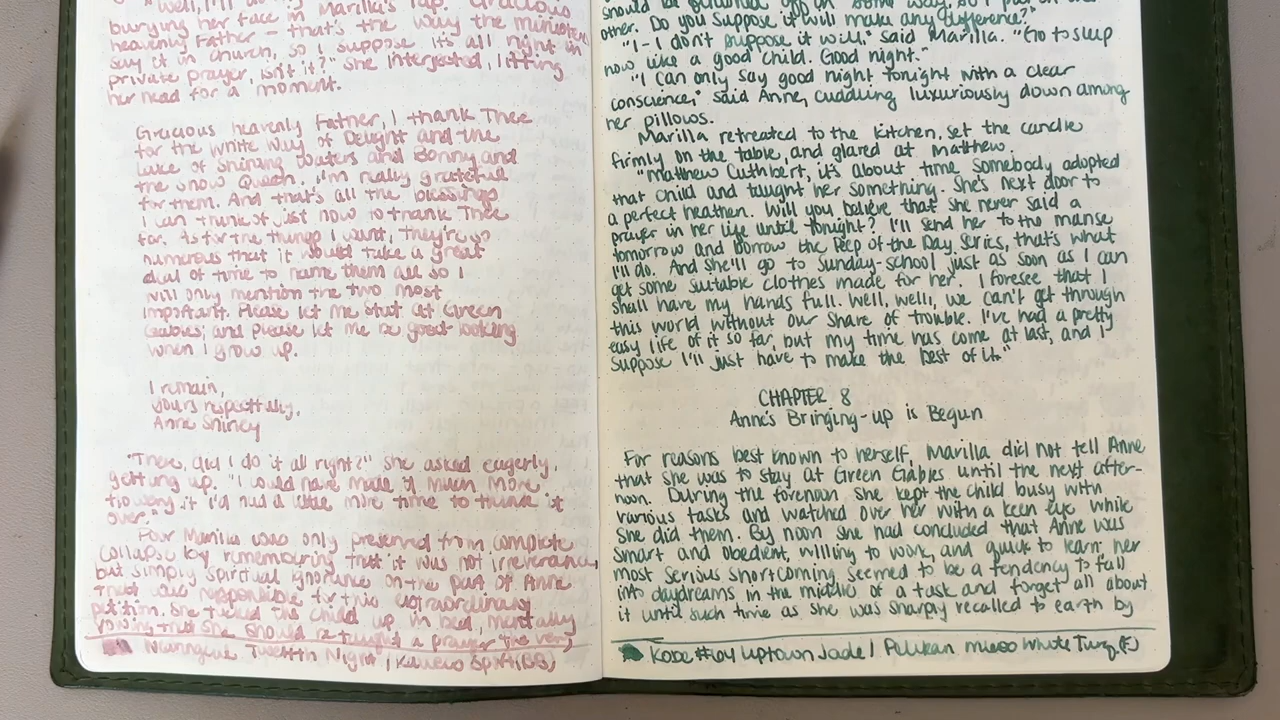 "Well, I'll do
burying her face in Marilla's lap. "Gracious
heavenly Father – that's the way the ministers
say it in church, so I suppose it's all right in
private prayer, isn't it?" she interjected, lifting
her head for a moment.
Gracious heavenly Father, I thank Thee
for the White Way of Delight and the
Lake of Shining Waters and Bonny and
the Snow Queen. I'm really grateful
for them. And that's all the blessings
I can think of just now to thank Thee
for. As for the things I want, they're so
numerous that it would take a great
deal of time to name them all so I
will only mention the two most
important. Please let me stay at Green
Gables; and please let me be good-looking
when I grow up.
I remain,
Yours respectfully,
Anne Shirley
"There, did I do it all right?" she asked eagerly,
getting up. "I could have made it much more
flowery if I'd had a little more time to think it
over."
Poor Marilla was only preserved from complete
collapse by remembering that it was not irreverence,
but simply spiritual ignorance on the part of Anne
that was responsible for this extraordinary
petition. She tucked the child up in bed, mentally
vowing that she should be taught a prayer the very
Twelfth Night | Kaweco Sport (BB)
should be on some way, put on the
other. Do you suppose it will make any difference?"
"I-I don't suppose it will," said Marilla. "Go to sleep
now like a good child. Good night."
"I can only say good night tonight with a clear
conscience," said Anne, cuddling luxuriously down among
her pillows.
Marilla retreated to the kitchen, set the candle
firmly on the table, and glared at Matthew.
"Matthew Cuthbert, it's about time somebody adopted
that child and taught her something. She's next door to
a perfect heathen. Will you believe that she never said a
prayer in her life until tonight? I'll send her to the manse
tomorrow and borrow the Peep of the Day Series, that's what
I'll do. And she'll go to Sunday-school just as soon as I can
get some suitable clothes made for her. I foresee that I
shall have my hands full. Well, well, we can't get through
this world without our share of trouble. I've had a pretty
easy life of it so far, but my time has come at last, and I
suppose I'll just have to make the best of it."
CHAPTER 8
Anne's Bringing-up is Begun
For reasons best known to herself, Marilla did not tell Anne
that she was to stay at Green Gables until the next after-
noon. During the forenoon she kept the child busy with
various tasks and watched over her with a keen eye while
she did them. By noon she had concluded that Anne was
smart and obedient, willing to work, and quick to learn; her
most serious shortcoming seemed to be a tendency to fall
into daydreams in the middle of a task and forget all about
it until such time as she was sharply recalled to earth by
Kobe #64 Uptown Jade | Pelikan M200 White Turq. (F)